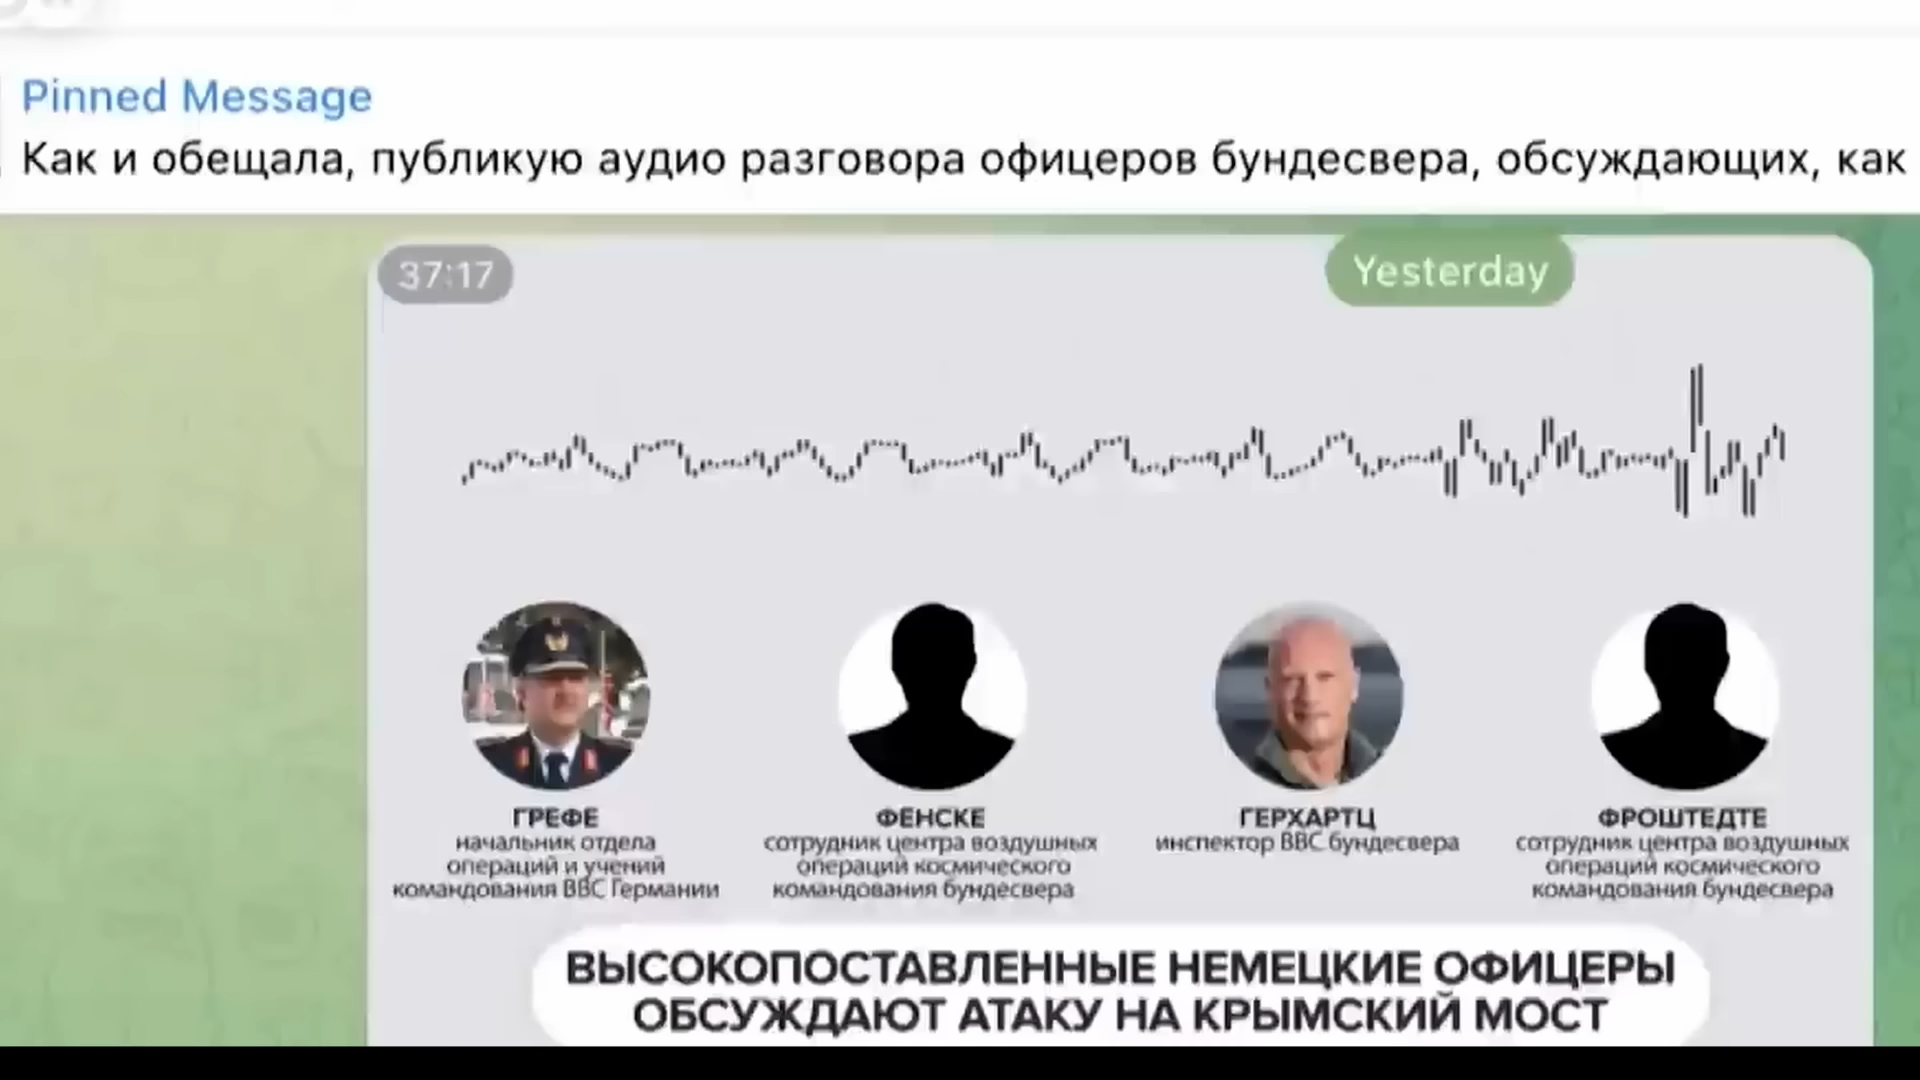 Pinned Message
Как и обещала, публикую аудио разговора офицеров бундесвера, обсуждающих, как
37:17
Yesterday
ГРЕФЕ
начальник отдела
операций и учений
командования ВВС Германии
ФЕНСКЕ
сотрудник центра воздушных
операций космического
командования бундесвера
ГЕРХАРТЦ
инспектор ВВС бундесвера
ФРОШТЕДТЕ
сотрудник центра воздушных
операций космического
командования бундесвера
ВЫСОКОПОСТАВЛЕННЫЕ НЕМЕЦКИЕ ОФИЦЕРЫ
ОБСУЖДАЮТ АТАКУ НА КРЫМСКИЙ МОСТ